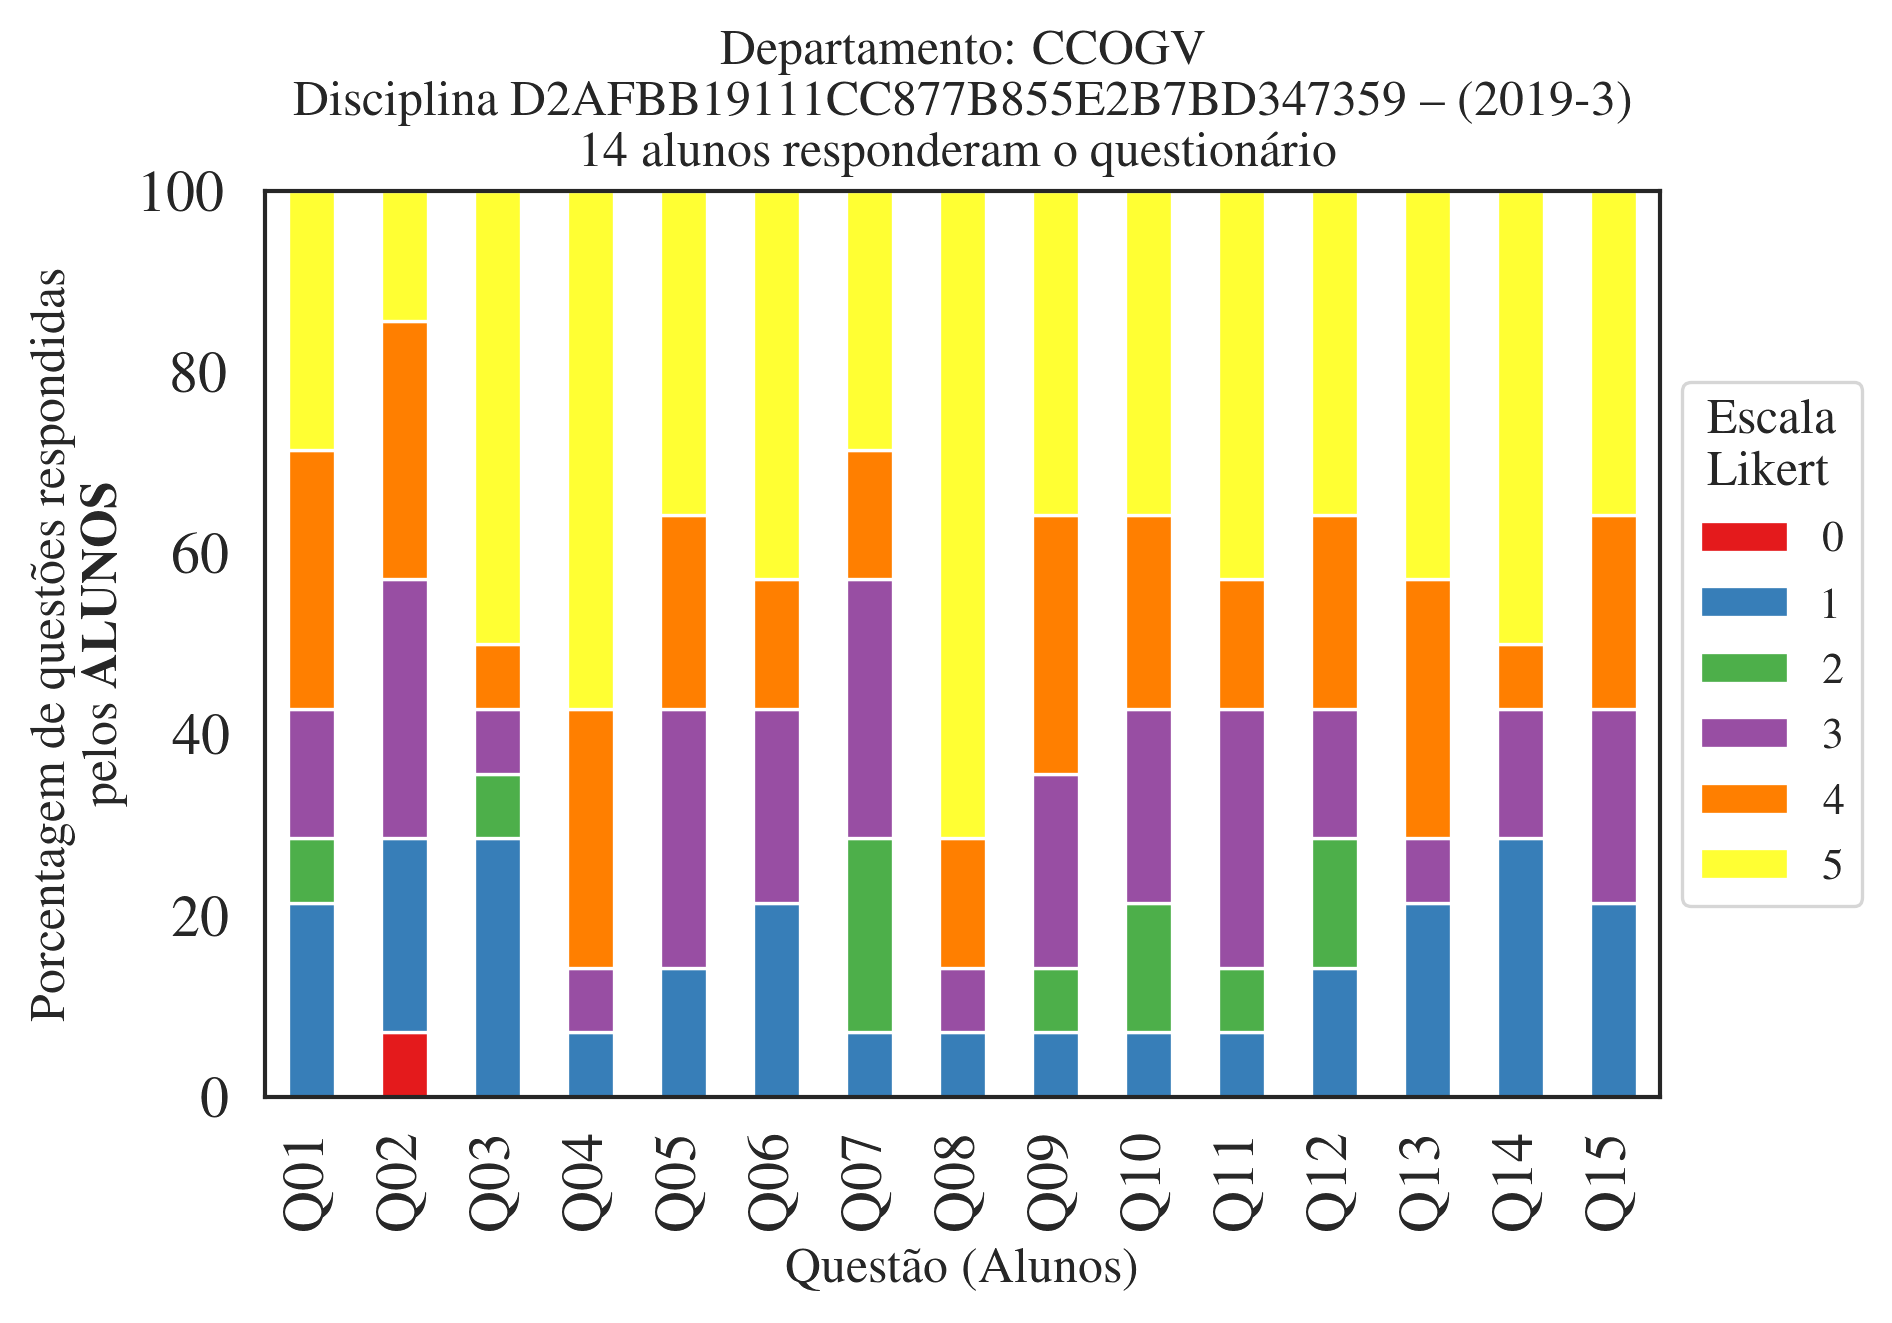 Departamento: CCOGV
Disciplina D2AFBB19111CC877B855E2B7BD347359 – (2019-3)
14 alunos responderam o questionário
Porcentagem de questões respondidas
pelos ALUNOS
100
80
60
40
20
0
Q01
Q02
Q03
Q04
Q05
Q06
Q07
Q08
Q09
Q10
Q11
Q12
Q13
Q14
Q15
Questão (Alunos)
Escala
Likert
0
1
2
3
4
5